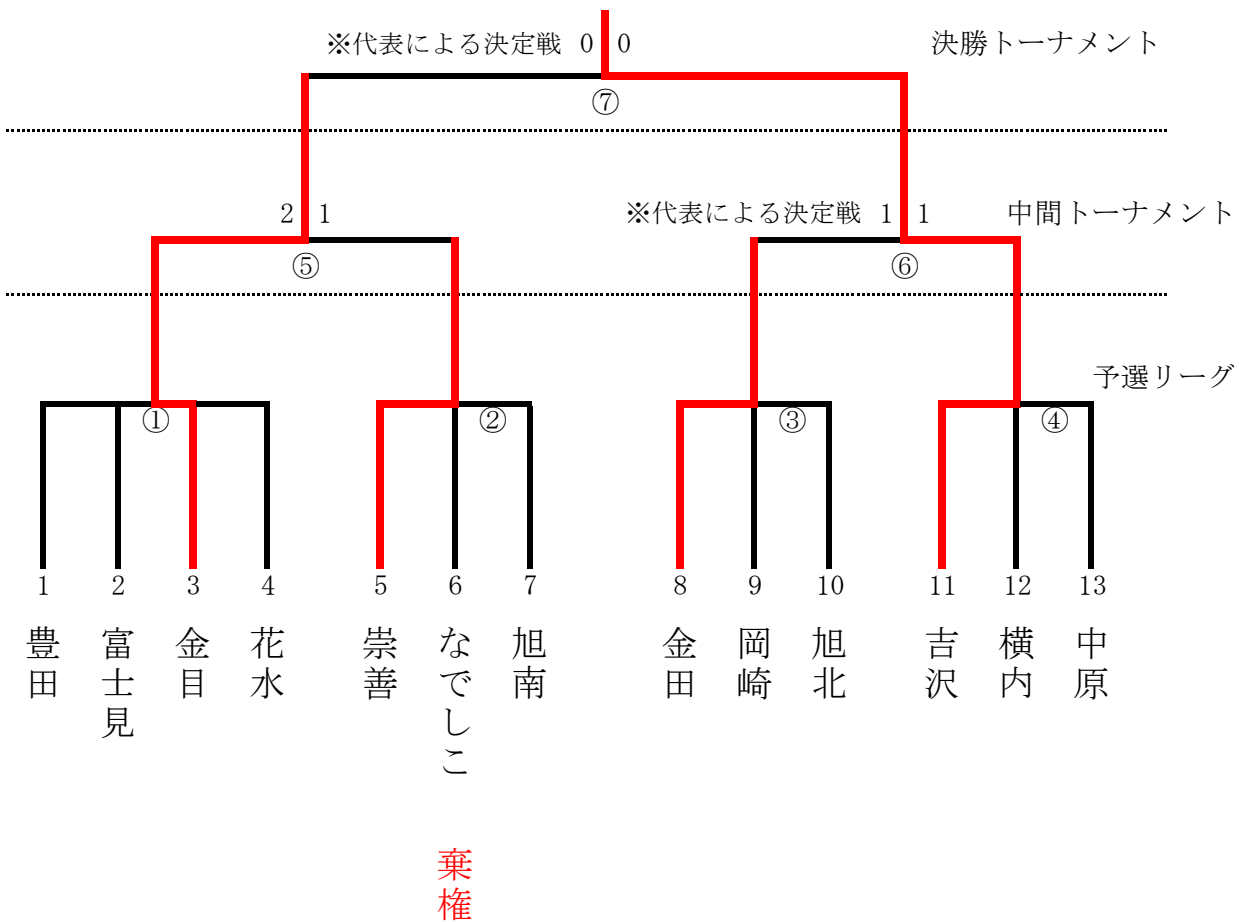 ※代表による決定戦 0 0 決勝トーナメント
⑦
2 1 ※代表による決定戦 1 1 中間トーナメント
⑤ ⑥
予選リーグ
① ② ③ ④
1 2 3 4 5 6 7 8 9 10 11 12 13
豊田
富士見
金目
花水
崇善
なでしこ
旭南
金田
岡崎
旭北
吉沢
横内
中原
棄権